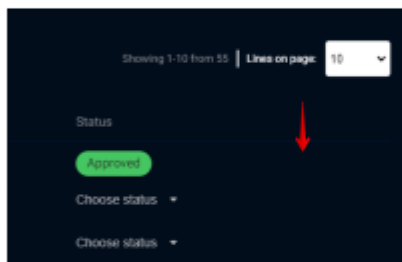 Showing 1-10 from 55 Lines on page: 10
Status
Approved
Choose status
Choose status